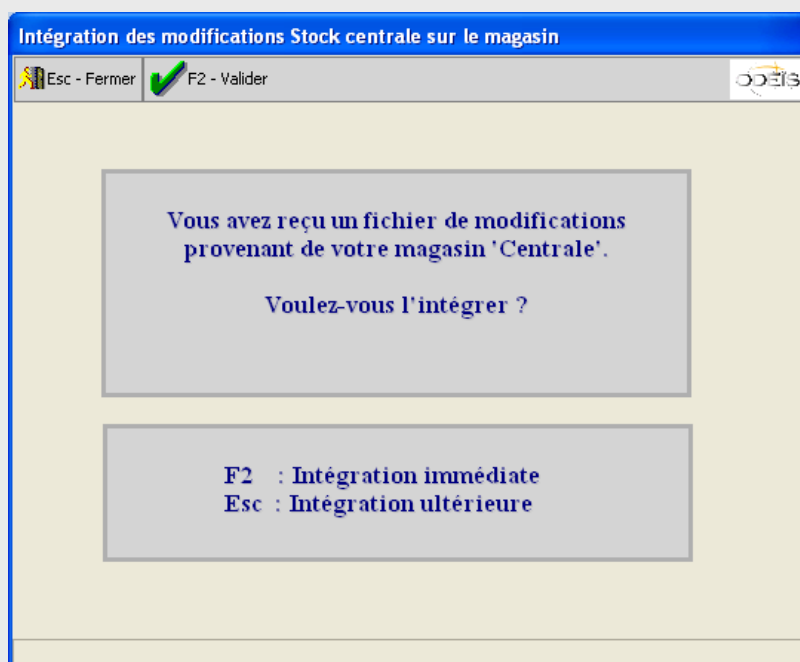 Intégration des modifications Stock centrale sur le magasin
Esc - Fermer F2 - Valider
ODEIS
Vous avez reçu un fichier de modifications
provenant de votre magasin 'Centrale'.
Voulez-vous l'intégrer ?
F2 : Intégration immédiate
Esc : Intégration ultérieure